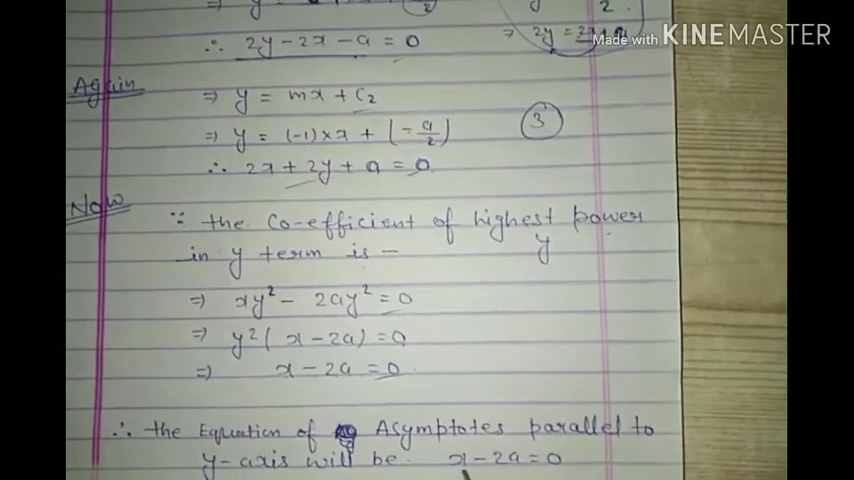 2
2
∴ 2y - 2x - a = 0
Made with KINEMASTER
Again
⇒ y = mx + c₂
⇒ y = (-1) × x + (- a/2)
3
∴ 2x + 2y + a = 0
Now
∵ the Co-efficient of highest power
in y term is - y
⇒ xy² - 2ay² = 0
⇒ y² ( x - 2a) = 0
⇒ x - 2a = 0
∴ the Equation of Asymptotes parallel to
y-axis will be. x - 2a = 0